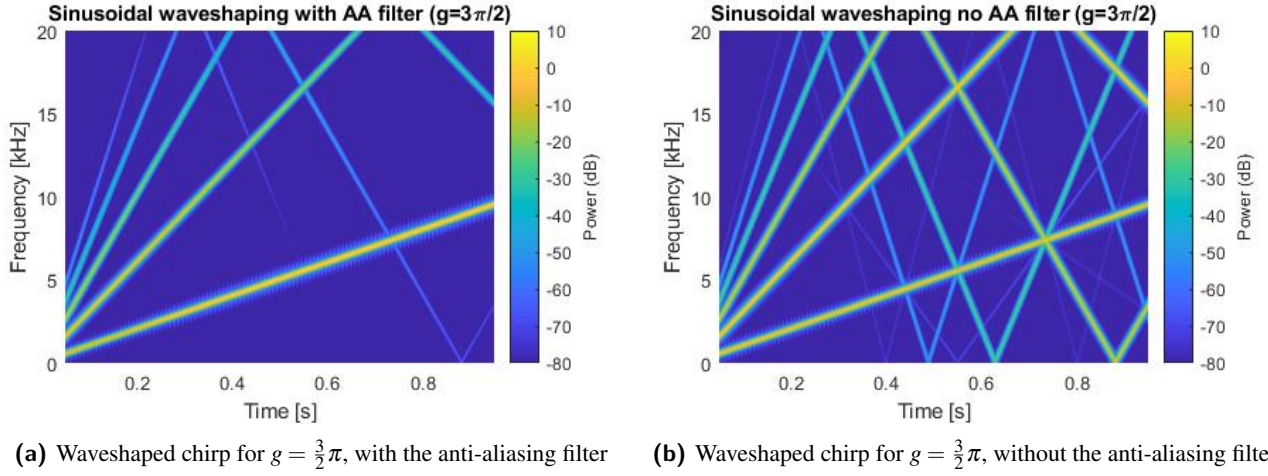 Sinusoidal waveshaping with AA filter (g=3π/2)
20
15
10
5
0
Frequency [kHz]
0.2 0.4 0.6 0.8
Time [s]
10
0
-10
-20
-30
-40
-50
-60
-70
-80
Power (dB)
(a) Waveshaped chirp for g = 3/2 π, with the anti-aliasing filter
Sinusoidal waveshaping no AA filter (g=3π/2)
20
15
10
5
0
Frequency [kHz]
0.2 0.4 0.6 0.8
Time [s]
10
0
-10
-20
-30
-40
-50
-60
-70
-80
Power (dB)
(b) Waveshaped chirp for g = 3/2 π, without the anti-aliasing filte